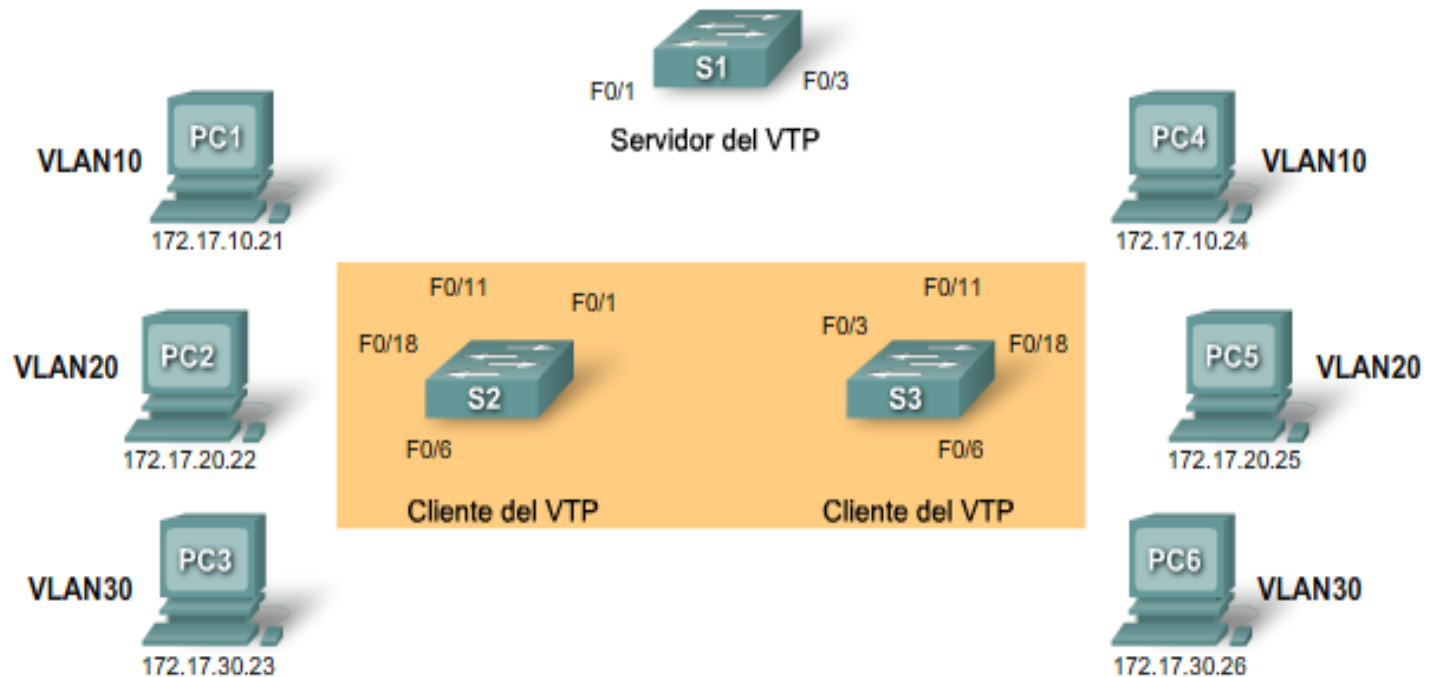 S1
F0/1
F0/3
Servidor del VTP
PC1
VLAN10
172.17.10.21
PC4
VLAN10
172.17.10.24
F0/11
F0/1
F0/18
S2
F0/6
Cliente del VTP
F0/11
F0/3
F0/18
S3
F0/6
Cliente del VTP
PC2
VLAN20
172.17.20.22
PC5
VLAN20
172.17.20.25
PC3
VLAN30
172.17.30.23
PC6
VLAN30
172.17.30.26